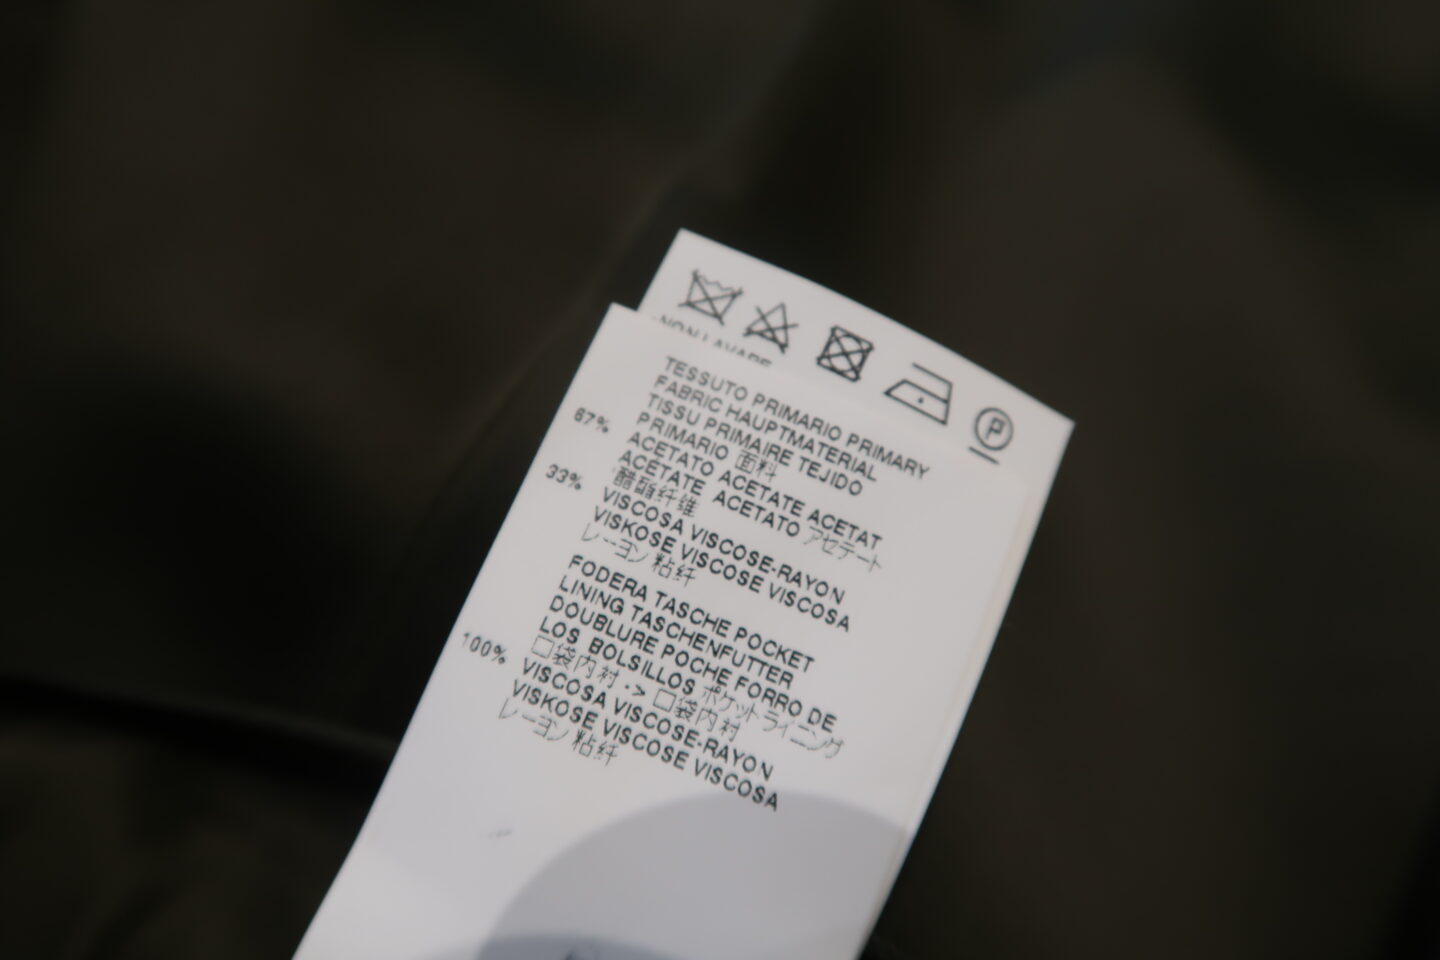 NON LAVARE
P
TESSUTO PRIMARIO PRIMARY
FABRIC HAUPTMATERIAL
TISSU PRIMAIRE TEJIDO
PRIMARIO 面料
67% ACETATO ACETATE ACETAT
ACETATE ACETATO アセテート
醋酯纤维
33% VISCOSA VISCOSE-RAYON
VISKOSE VISCOSE VISCOSA
レーヨン 粘纤
FODERA TASCHE POCKET
LINING TASCHENFUTTER
DOUBLURE POCHE FORRO DE
LOS BOLSILLOS ポケットライニング
口袋内衬 -> 口袋内衬
100% VISCOSA VISCOSE-RAYON
VISKOSE VISCOSE VISCOSA
レーヨン 粘纤